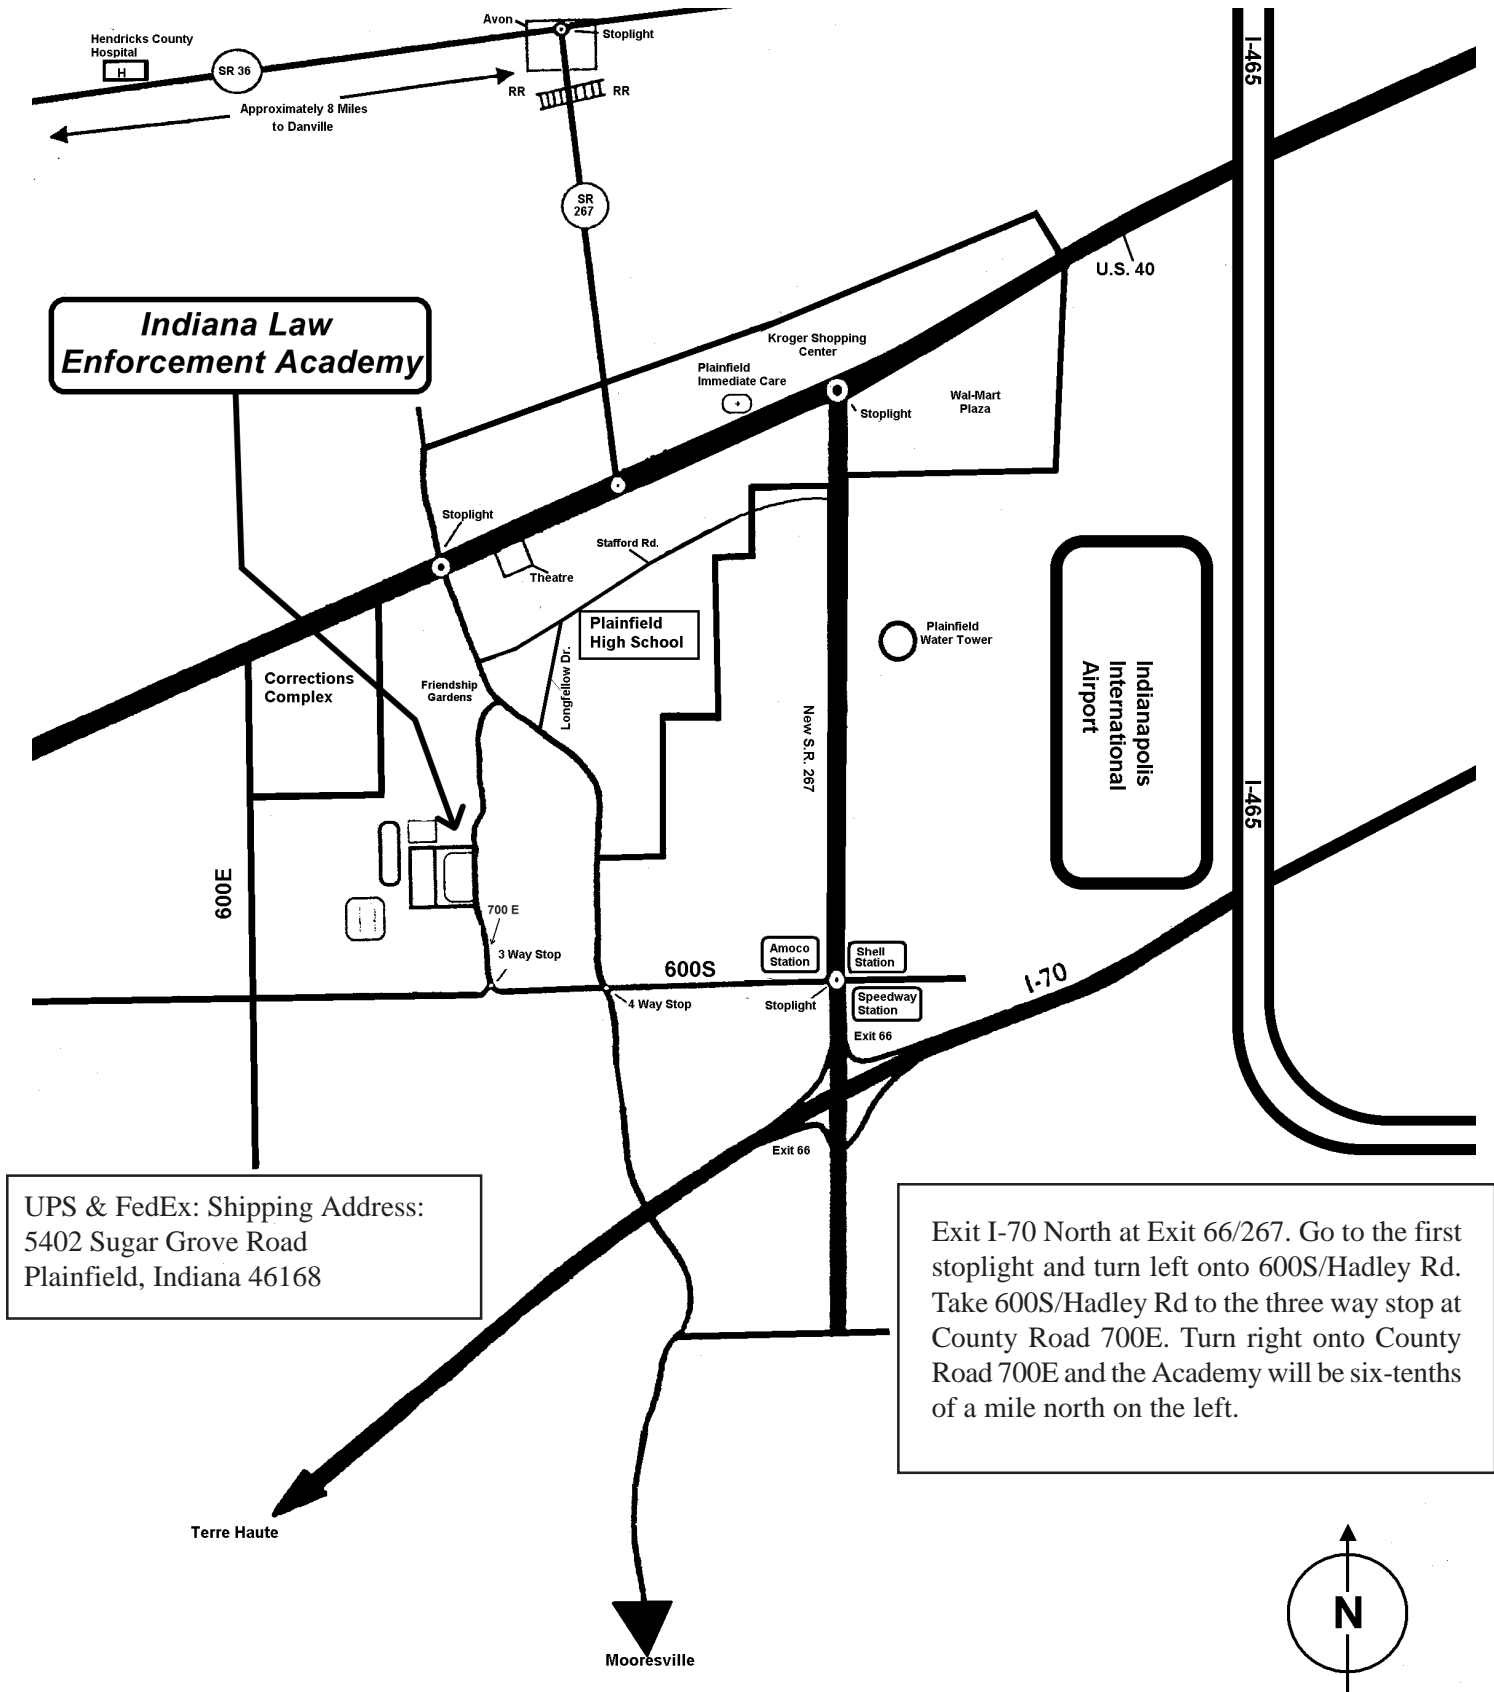 Avon
Stoplight
Hendricks County
Hospital
H
SR 36
RR
RR
Approximately 8 Miles
to Danville
I-465
SR
267
U.S. 40
Indiana Law
Enforcement Academy
Kroger Shopping
Center
Plainfield
Immediate Care
Wal-Mart
Plaza
Stoplight
Stoplight
Stafford Rd.
Theatre
Plainfield
High School
Plainfield
Water Tower
Indianapolis
International
Airport
Corrections
Complex
Friendship
Gardens
Longfellow Dr.
New S.R. 267
I-465
600E
700 E
3 Way Stop
600S
Amoco
Station
Shell
Station
I-70
4 Way Stop
Stoplight
Speedway
Station
Exit 66
Exit 66
UPS & FedEx: Shipping Address:
5402 Sugar Grove Road
Plainfield, Indiana 46168
Exit I-70 North at Exit 66/267. Go to the first
stoplight and turn left onto 600S/Hadley Rd.
Take 600S/Hadley Rd to the three way stop at
County Road 700E. Turn right onto County
Road 700E and the Academy will be six-tenths
of a mile north on the left.
Terre Haute
N
Mooresville